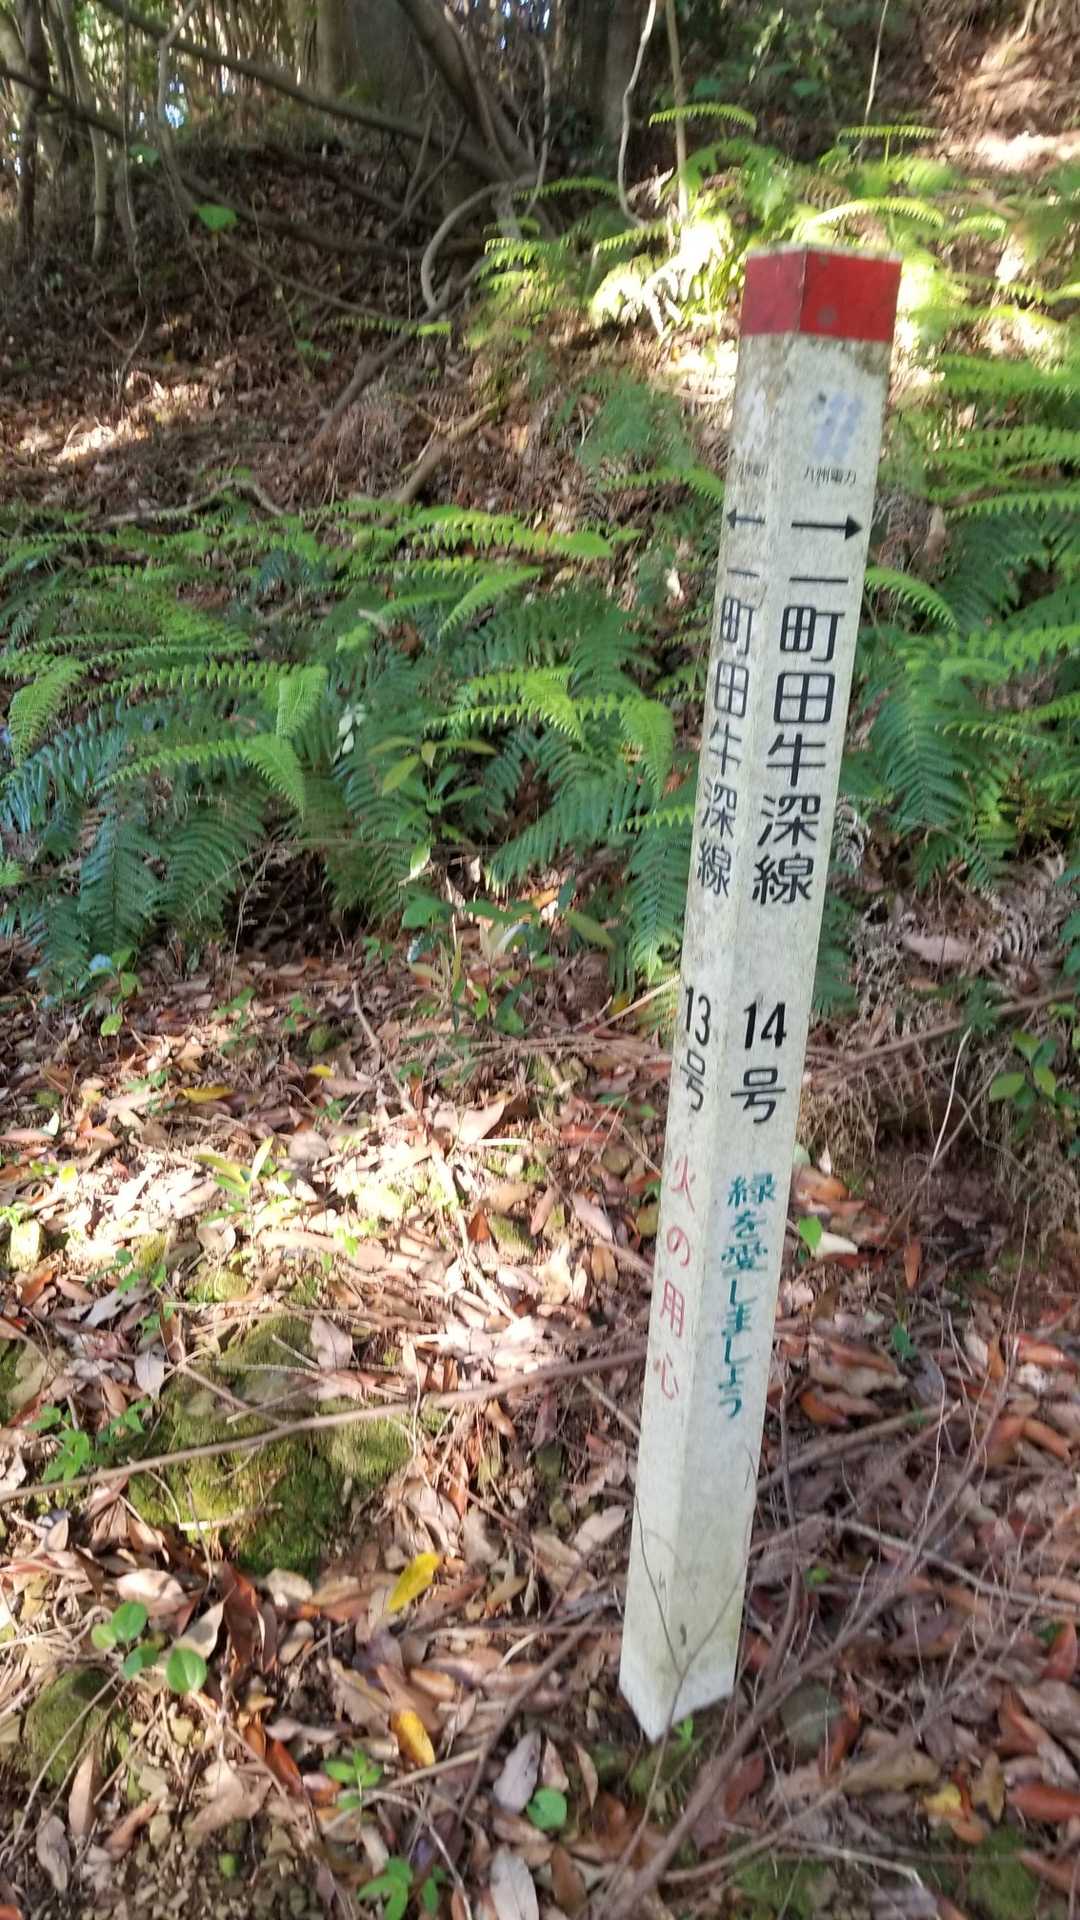 ←
一町田牛深線
13号
火の用心
九州電力
→
一町田牛深線
14号
緑を愛しましょう